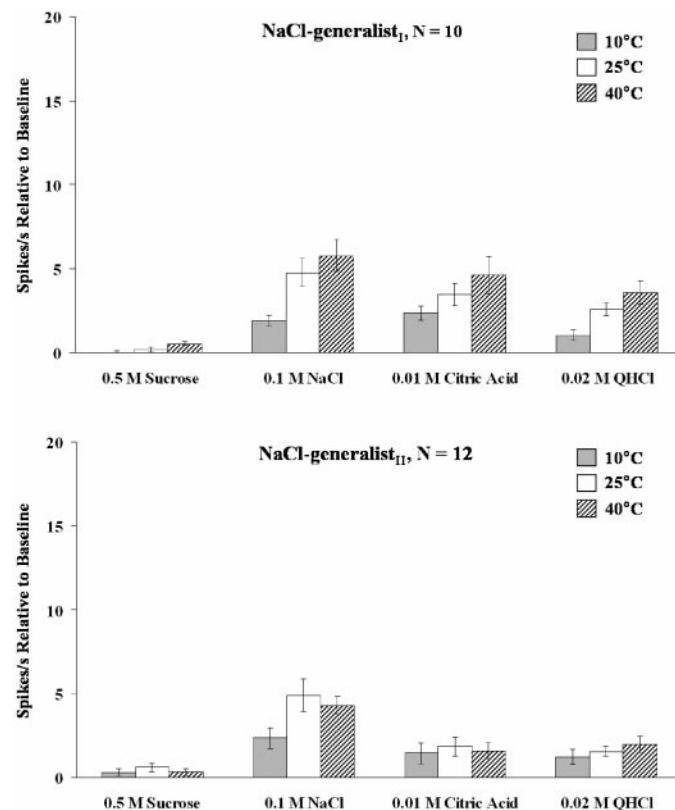 NaCl-generalistI, N = 10
10°C
25°C
40°C
Spikes/s Relative to Baseline
20
15
10
5
0
0.5 M Sucrose 0.1 M NaCl 0.01 M Citric Acid 0.02 M QHCl
NaCl-generalistII, N = 12
10°C
25°C
40°C
Spikes/s Relative to Baseline
20
15
10
5
0
0.5 M Sucrose 0.1 M NaCl 0.01 M Citric Acid 0.02 M QHCl